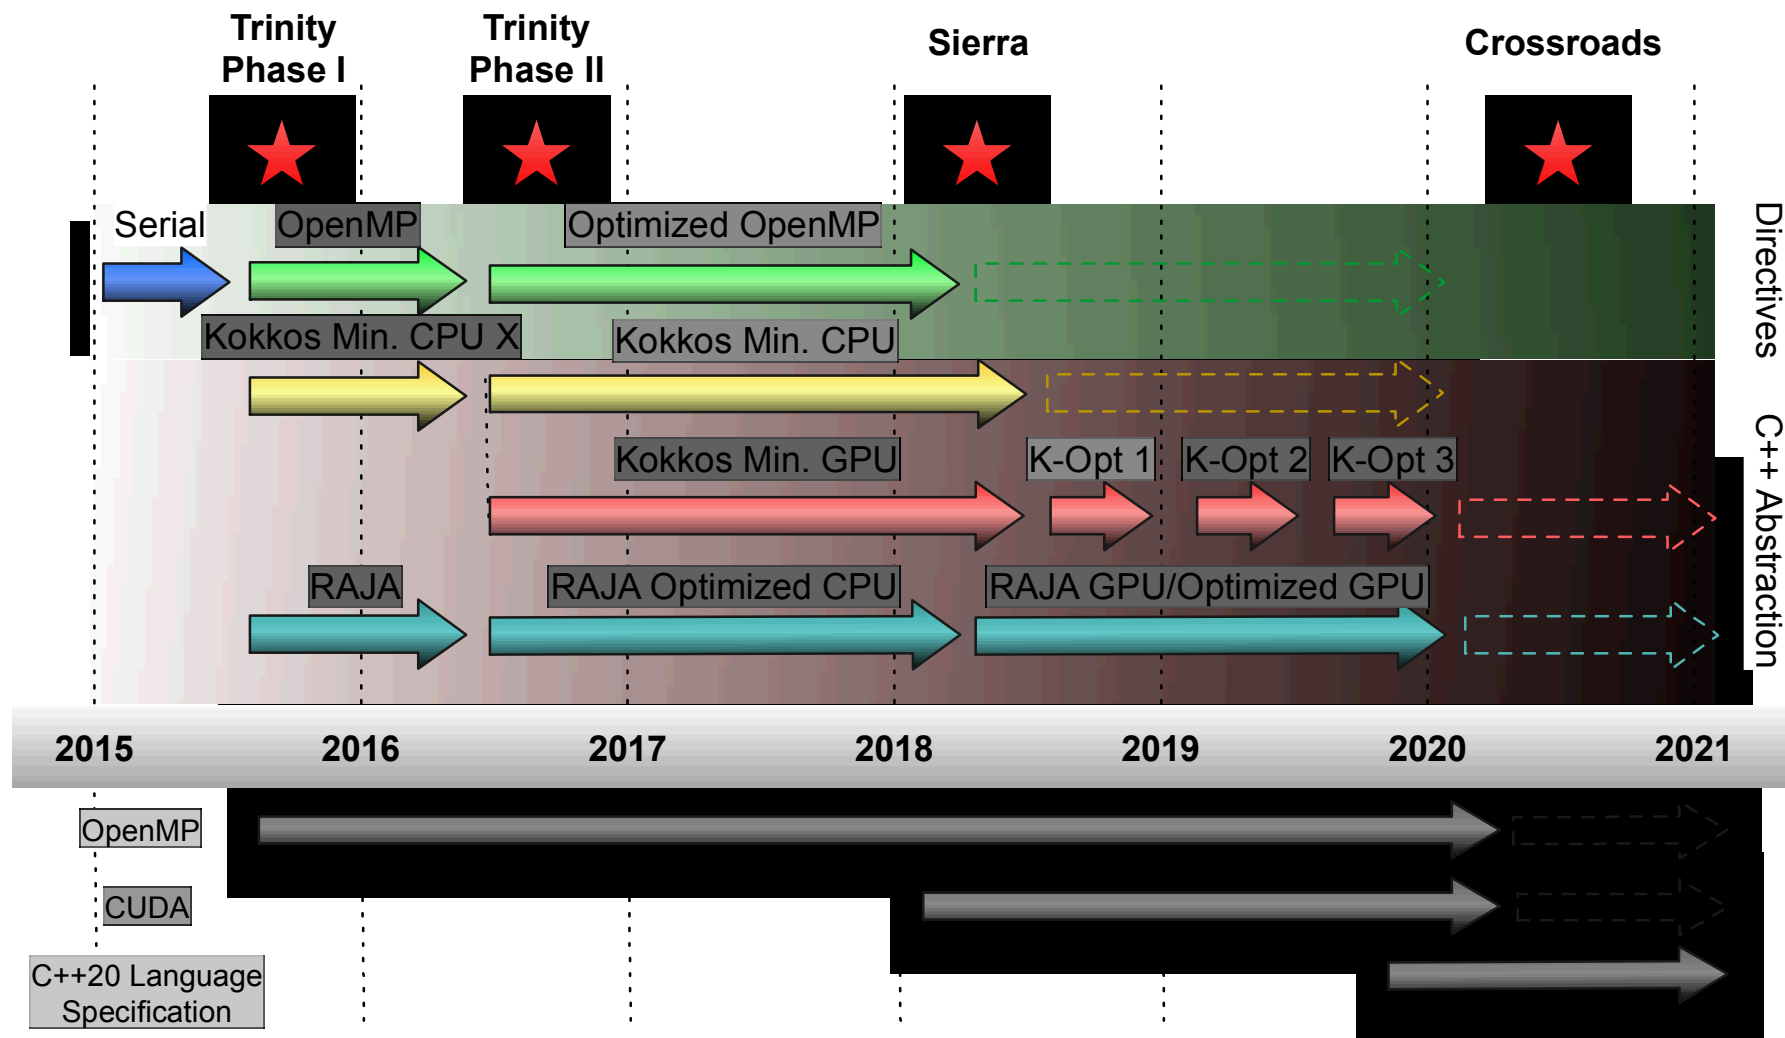 Trinity
Phase I
Trinity
Phase II
Sierra
Crossroads
Serial
OpenMP
Optimized OpenMP
Directives
Kokkos Min. CPU X
Kokkos Min. CPU
Kokkos Min. GPU
K-Opt 1
K-Opt 2
K-Opt 3
C++ Abstraction
RAJA
RAJA Optimized CPU
RAJA GPU/Optimized GPU
2015
2016
2017
2018
2019
2020
2021
OpenMP
CUDA
C++20 Language
Specification